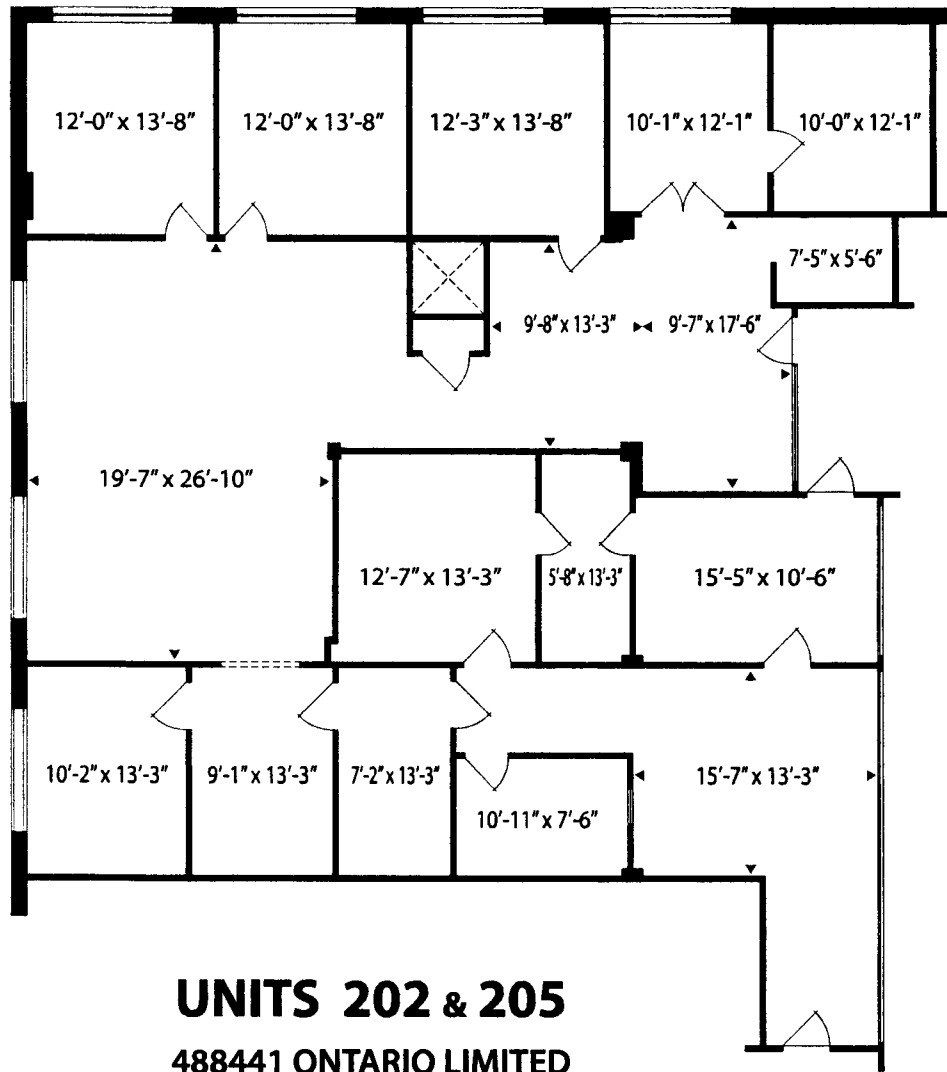 12'-0" x 13'-8" 12'-0" x 13'-8" 12'-3" x 13'-8" 10'-1" x 12'-1" 10'-0" x 12'-1"
7'-5" x 5'-6"
9'-8" x 13'-3" 9'-7" x 17'-6"
19'-7" x 26'-10"
12'-7" x 13'-3" 5'-8" x 13'-3" 15'-5" x 10'-6"
10'-2" x 13'-3" 9'-1" x 13'-3" 7'-2" x 13'-3" 15'-7" x 13'-3"
10'-11" x 7'-6"
UNITS 202 & 205
488441 ONTARIO LIMITED